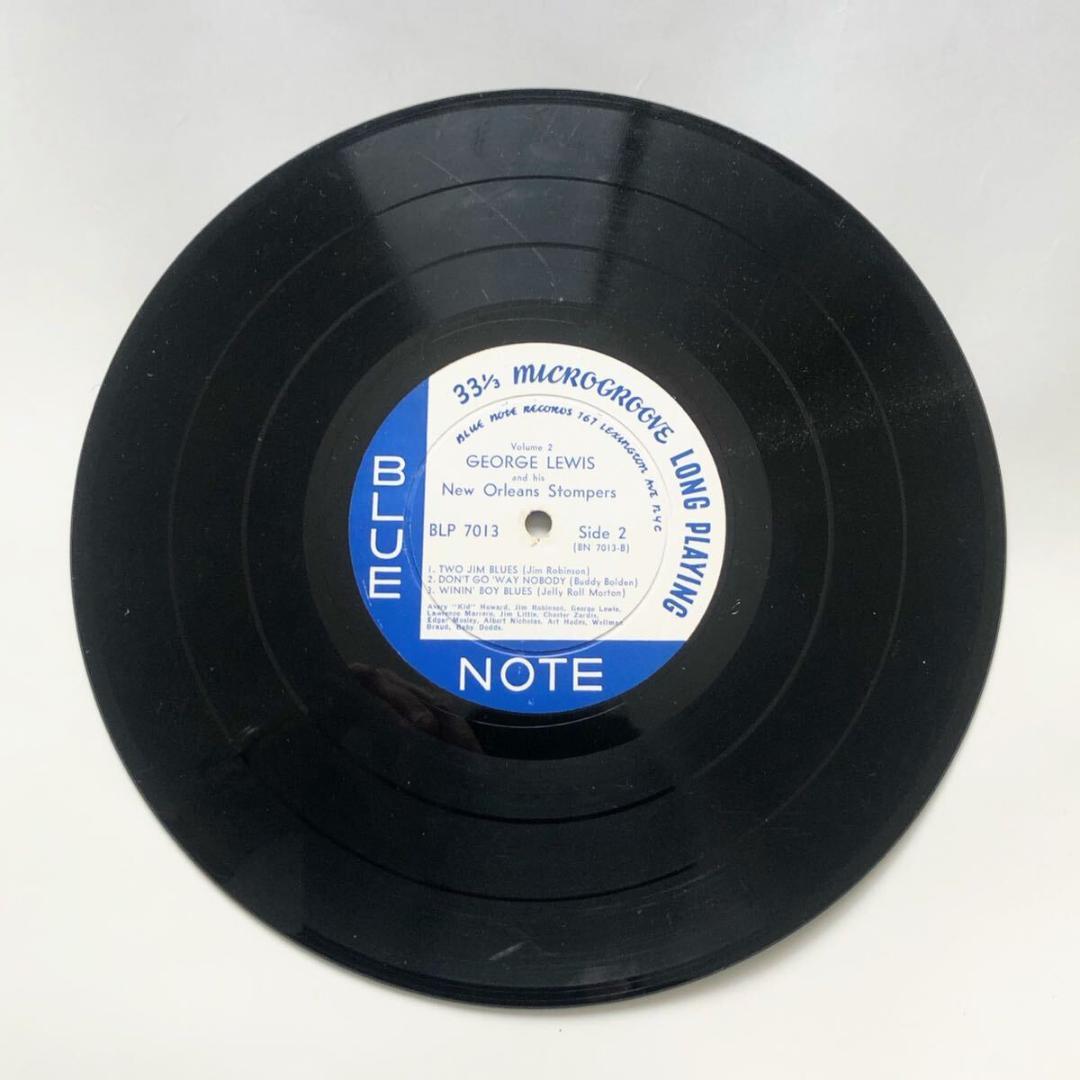 33⅓ MICROGROOVE LONG PLAYING
BLUE NOTE RECORDS 767 LEXINGTON AVE NYC
Volume 2
GEORGE LEWIS
and his
New Orleans Stompers
BLP 7013
Side 2
(BN 7013-B)
1. TWO JIM BLUES (Jim Robinson)
2. DON'T GO 'WAY NOBODY (Buddy Bolden)
3. WININ' BOY BLUES (Jelly Roll Morton)
Avery "Kid" Howard, Jim Robinson, George Lewis,
Lawrence Marrero, Jim Little, Chester Zardis,
Edgar Mosley, Albert Nicholas, Art Hodes, Wellman
Braud, Baby Dodds.
BLUE
NOTE